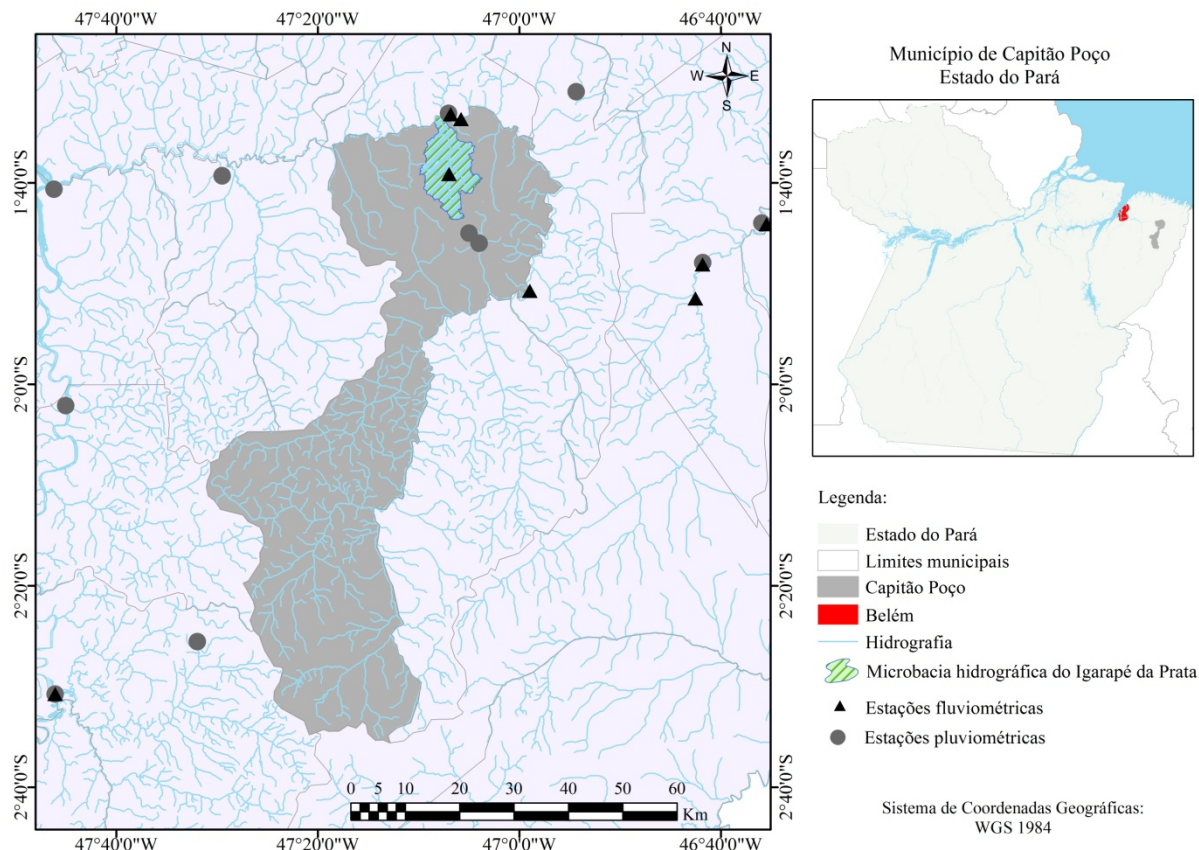 47°40'0"W
47°20'0"W
47°0'0"W
46°40'0"W
N
W
E
S
1°40'0"S
2°0'0"S
2°20'0"S
2°40'0"S
1°40'0"S
2°0'0"S
2°20'0"S
2°40'0"S
0 5 10 20 30 40 50 60
Km
47°40'0"W
47°20'0"W
47°0'0"W
46°40'0"W
Município de Capitão Poço
Estado do Pará
Legenda:
Estado do Pará
Limites municipais
Capitão Poço
Belém
Hidrografia
Microbacia hidrográfica do Igarapé da Prata
Estações fluviométricas
Estações pluviométricas
Sistema de Coordenadas Geográficas:
WGS 1984